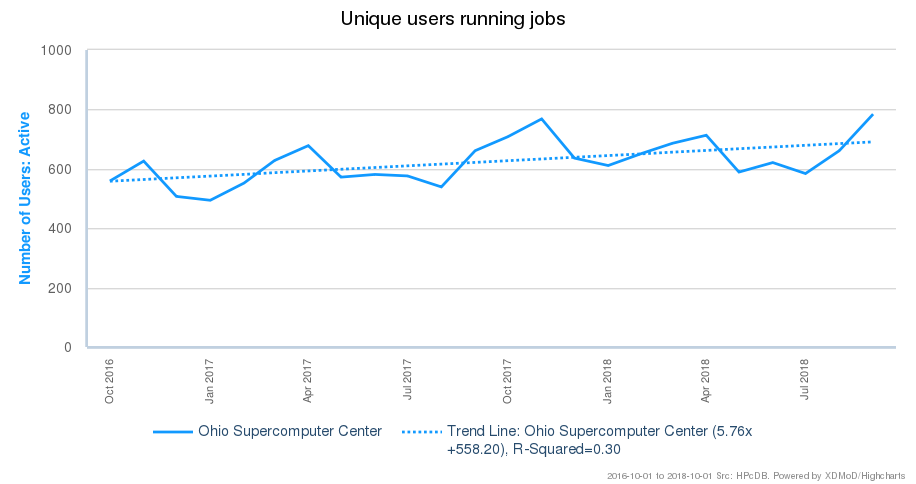 Unique users running jobs
Number of Users: Active
1000
800
600
400
200
0
Oct 2016
Jan 2017
Apr 2017
Jul 2017
Oct 2017
Jan 2018
Apr 2018
Jul 2018
Ohio Supercomputer Center
Trend Line: Ohio Supercomputer Center (5.76x
+558.20), R-Squared=0.30
2016-10-01 to 2018-10-01 Src: HPcDB. Powered by XDMoD/Highcharts